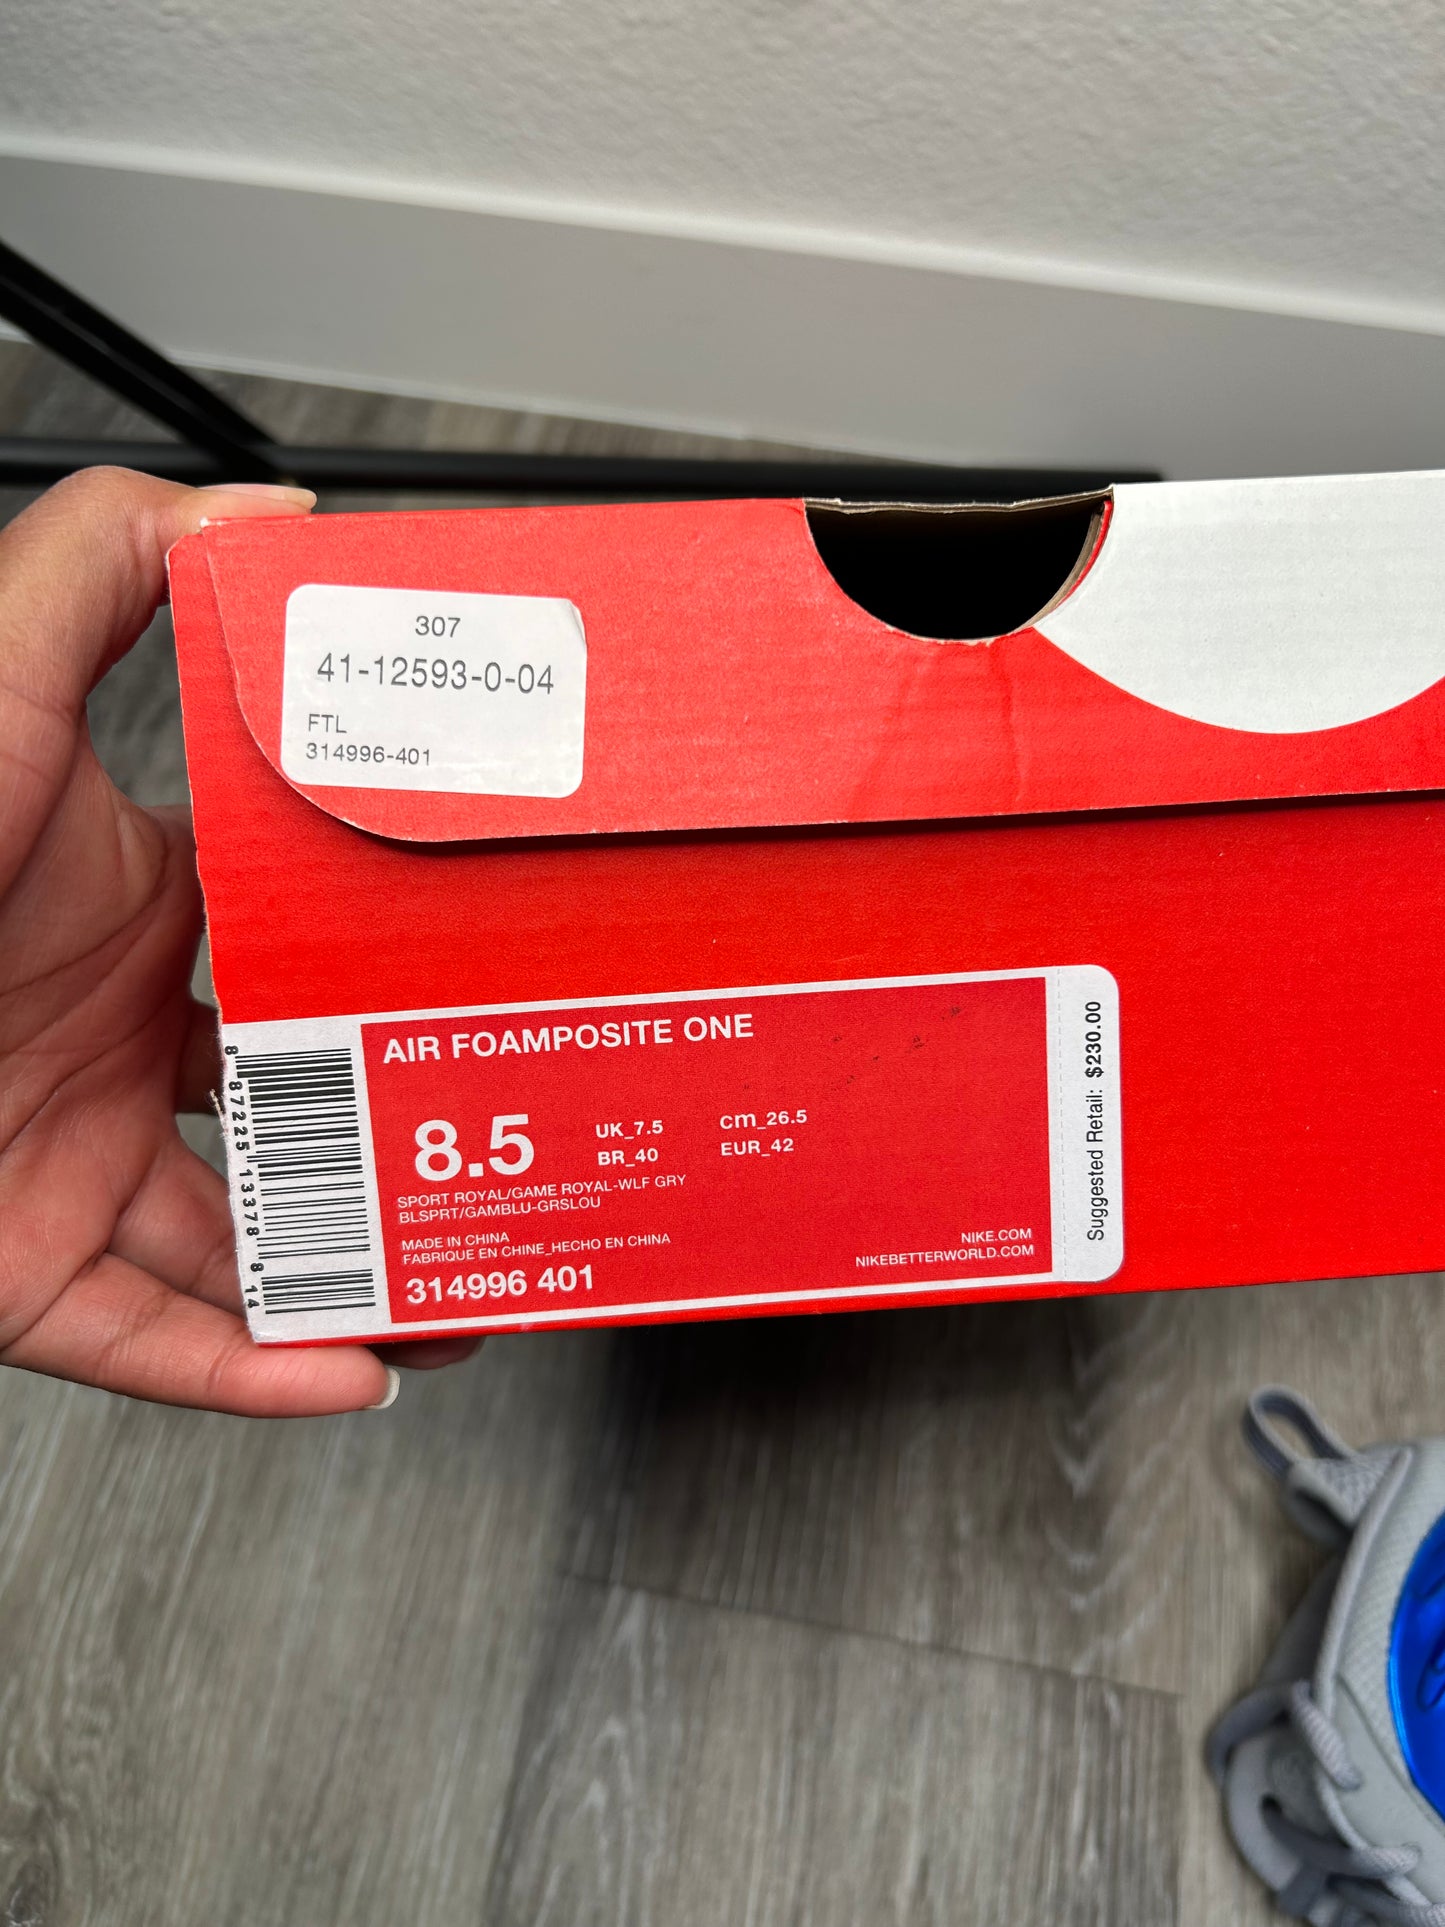 307
41-12593-0-04
FTL
314996-401
AIR FOAMPOSITE ONE
8.5
UK_7.5 cm_26.5
BR_40 EUR_42
SPORT ROYAL/GAME ROYAL-WLF GRY
BLSPRT/GAMBLU-GRSLOU
MADE IN CHINA
FABRIQUE EN CHINE_HECHO EN CHINA
314996 401
NIKE.COM
NIKEBETTERWORLD.COM
Suggested Retail: $230.00
8 87225 13378 8 14